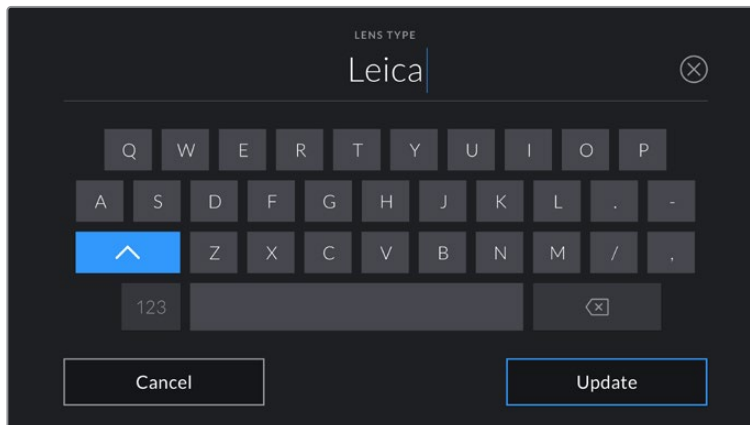 LENS TYPE
Leica
Q W E R T Y U I O P
A S D F G H J K L . -
Z X C V B N M / ,
123
Cancel Update